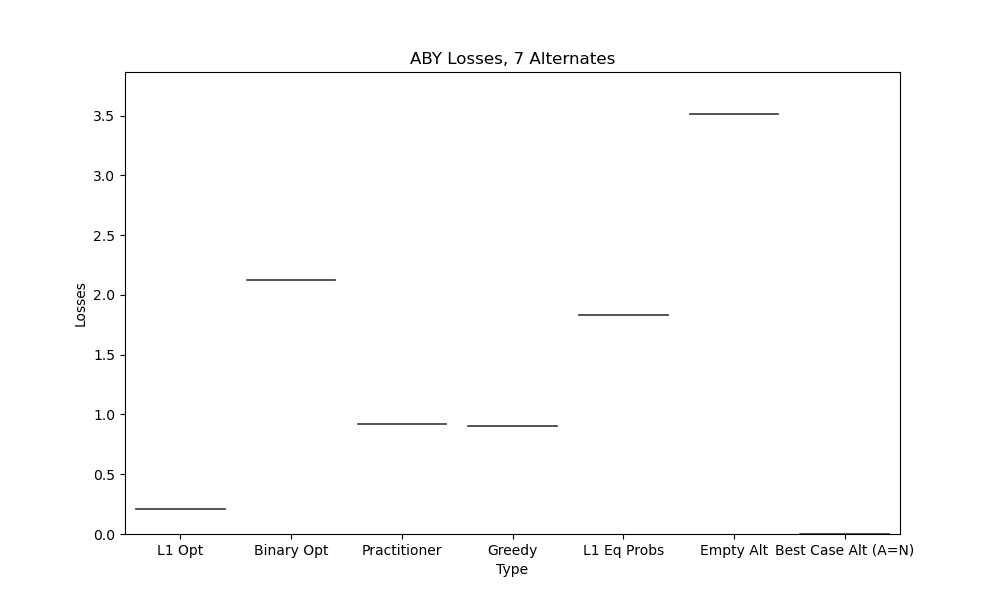 ABY Losses, 7 Alternates
3.5
3.0
2.5
2.0
1.5
1.0
0.5
0.0
Losses
L1 Opt Binary Opt Practitioner Greedy L1 Eq Probs Empty Alt Best Case Alt (A=N)
Type